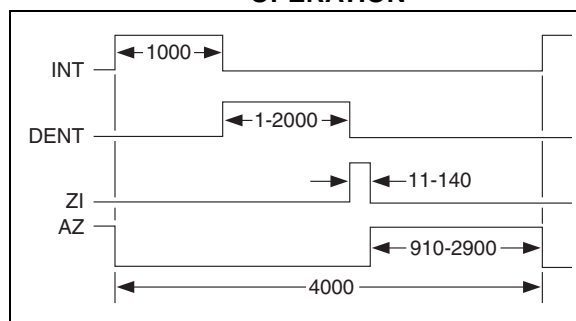 OPERATION
INT
1000
DENT
1-2000
ZI
11-140
AZ
910-2900
4000